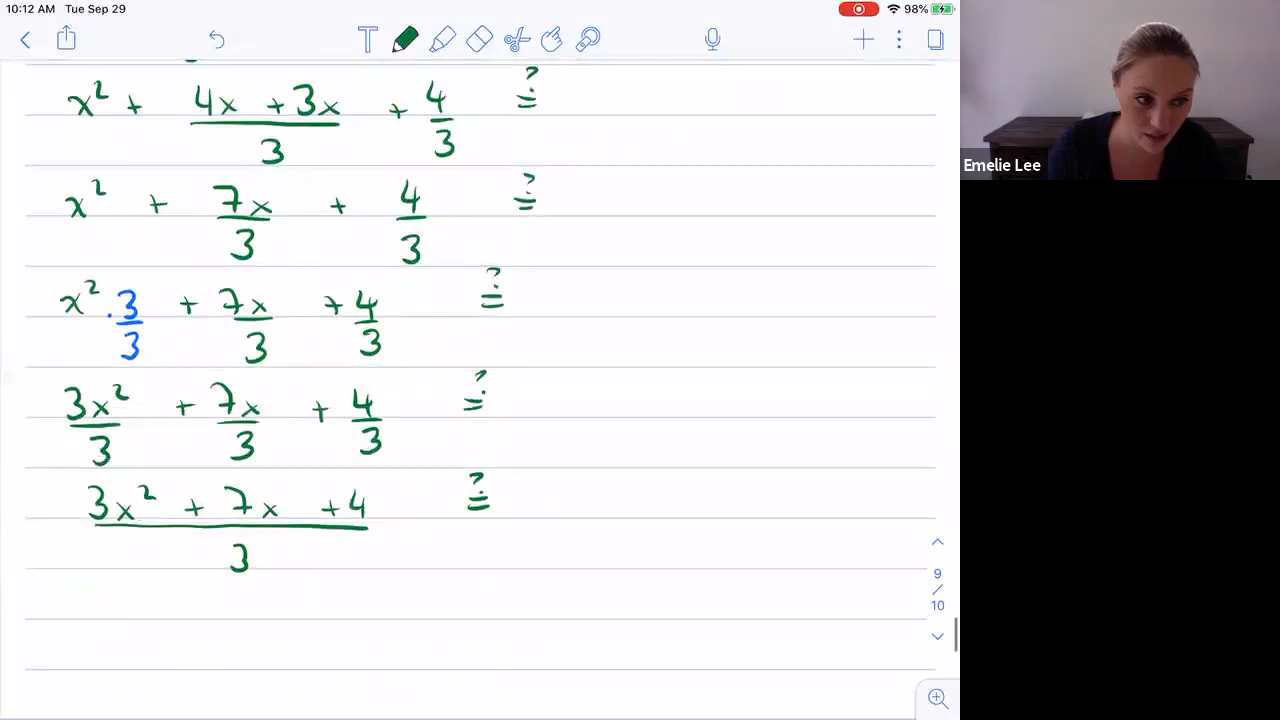 10:12 AM Tue Sep 29
98%
T
x² + (4x + 3x)/3 + 4/3 ≟
x² + 7x/3 + 4/3 ≟
x² · 3/3 + 7x/3 + 4/3 ≟
3x²/3 + 7x/3 + 4/3 ≟
(3x² + 7x + 4)/3 ≟
Emelie Lee
9
/
10